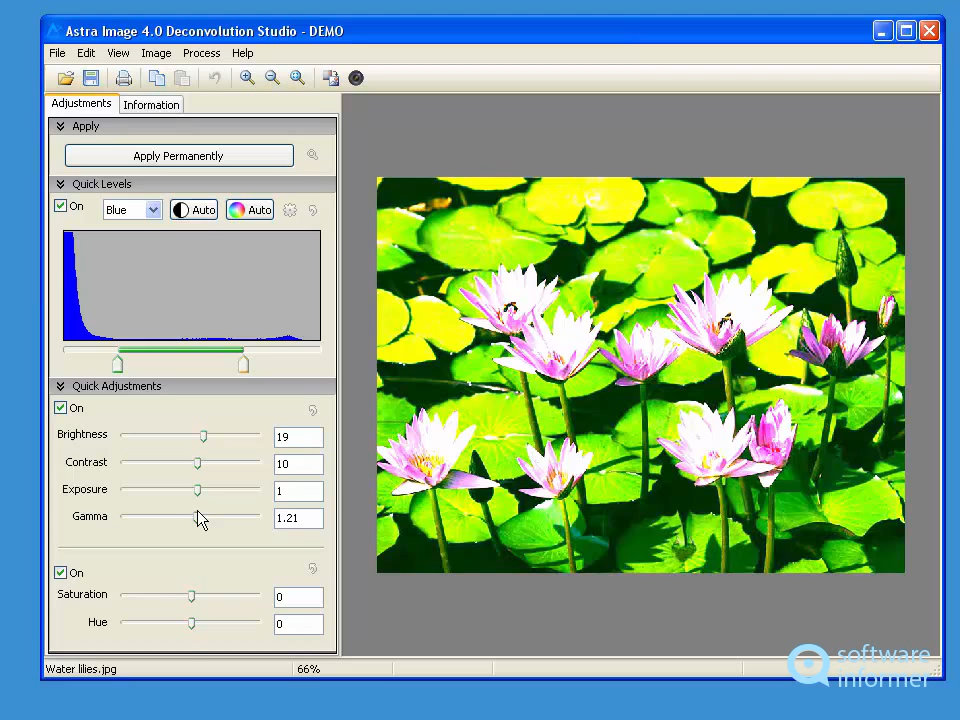 Astra Image 4.0 Deconvolution Studio - DEMO
File Edit View Image Process Help
Adjustments Information
Apply
Apply Permanently
Quick Levels
On Blue Auto Auto
Quick Adjustments
On
Brightness 19
Contrast 10
Exposure 1
Gamma 1.21
On
Saturation 0
Hue 0
Water lilies.jpg 66%
software
informer